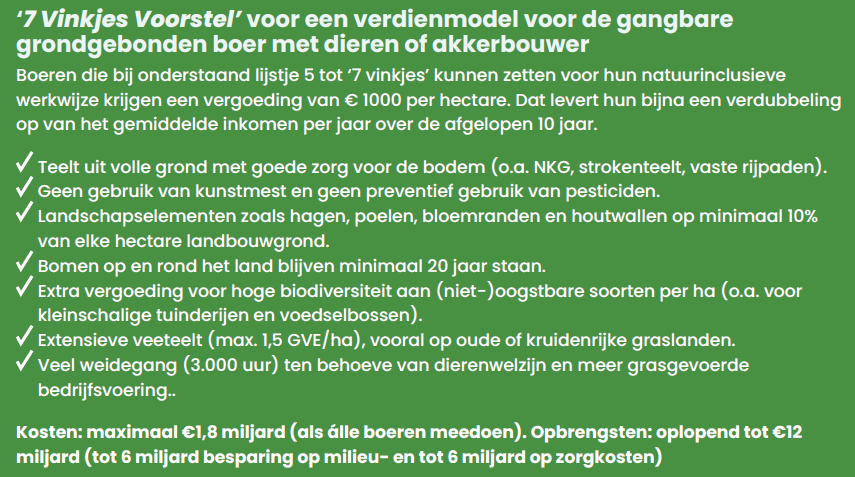 ‘7 Vinkjes Voorstel’ voor een verdienmodel voor de gangbare
grondgebonden boer met dieren of akkerbouwer
Boeren die bij onderstaand lijstje 5 tot ‘7 vinkjes’ kunnen zetten voor hun natuurinclusieve
werkwijze krijgen een vergoeding van € 1000 per hectare. Dat levert hun bijna een verdubbeling
op van het gemiddelde inkomen per jaar over de afgelopen 10 jaar.
✓ Teelt uit volle grond met goede zorg voor de bodem (o.a. NKG, strokenteelt, vaste rijpaden).
✓ Geen gebruik van kunstmest en geen preventief gebruik van pesticiden.
✓ Landschapselementen zoals hagen, poelen, bloemranden en houtwallen op minimaal 10%
van elke hectare landbouwgrond.
✓ Bomen op en rond het land blijven minimaal 20 jaar staan.
✓ Extra vergoeding voor hoge biodiversiteit aan (niet-)oogstbare soorten per ha (o.a. voor
kleinschalige tuinderijen en voedselbossen).
✓ Extensieve veeteelt (max. 1,5 GVE/ha), vooral op oude of kruidenrijke graslanden.
✓ Veel weidegang (3.000 uur) ten behoeve van dierenwelzijn en meer grasgevoerde
bedrijfsvoering..
Kosten: maximaal €1,8 miljard (als álle boeren meedoen). Opbrengsten: oplopend tot €12
miljard (tot 6 miljard besparing op milieu- en tot 6 miljard op zorgkosten)